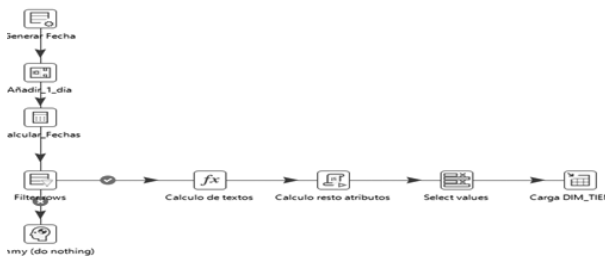 Generar Fecha
Añadir_1_dia
alcular_Fechas
Filter rows
Calculo de textos
Calculo resto atributos
Select values
Carga DIM_TIE
my (do nothing)